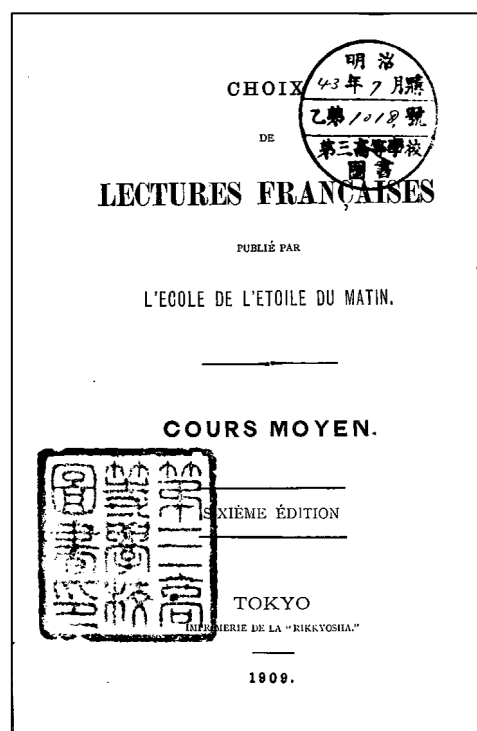 明治
CHOIX
43年7月購
乙第1018號
DE
第三高等學校
圖書
LECTURES FRANÇAISES
PUBLIÉ PAR
L'ECOLE DE L'ETOILE DU MATIN.
COURS MOYEN.
第三高
等學校
圖書印
SIXIÈME ÉDITION
TOKYO
IMPRIMERIE DE LA "RIKKYOSHA."
1909.